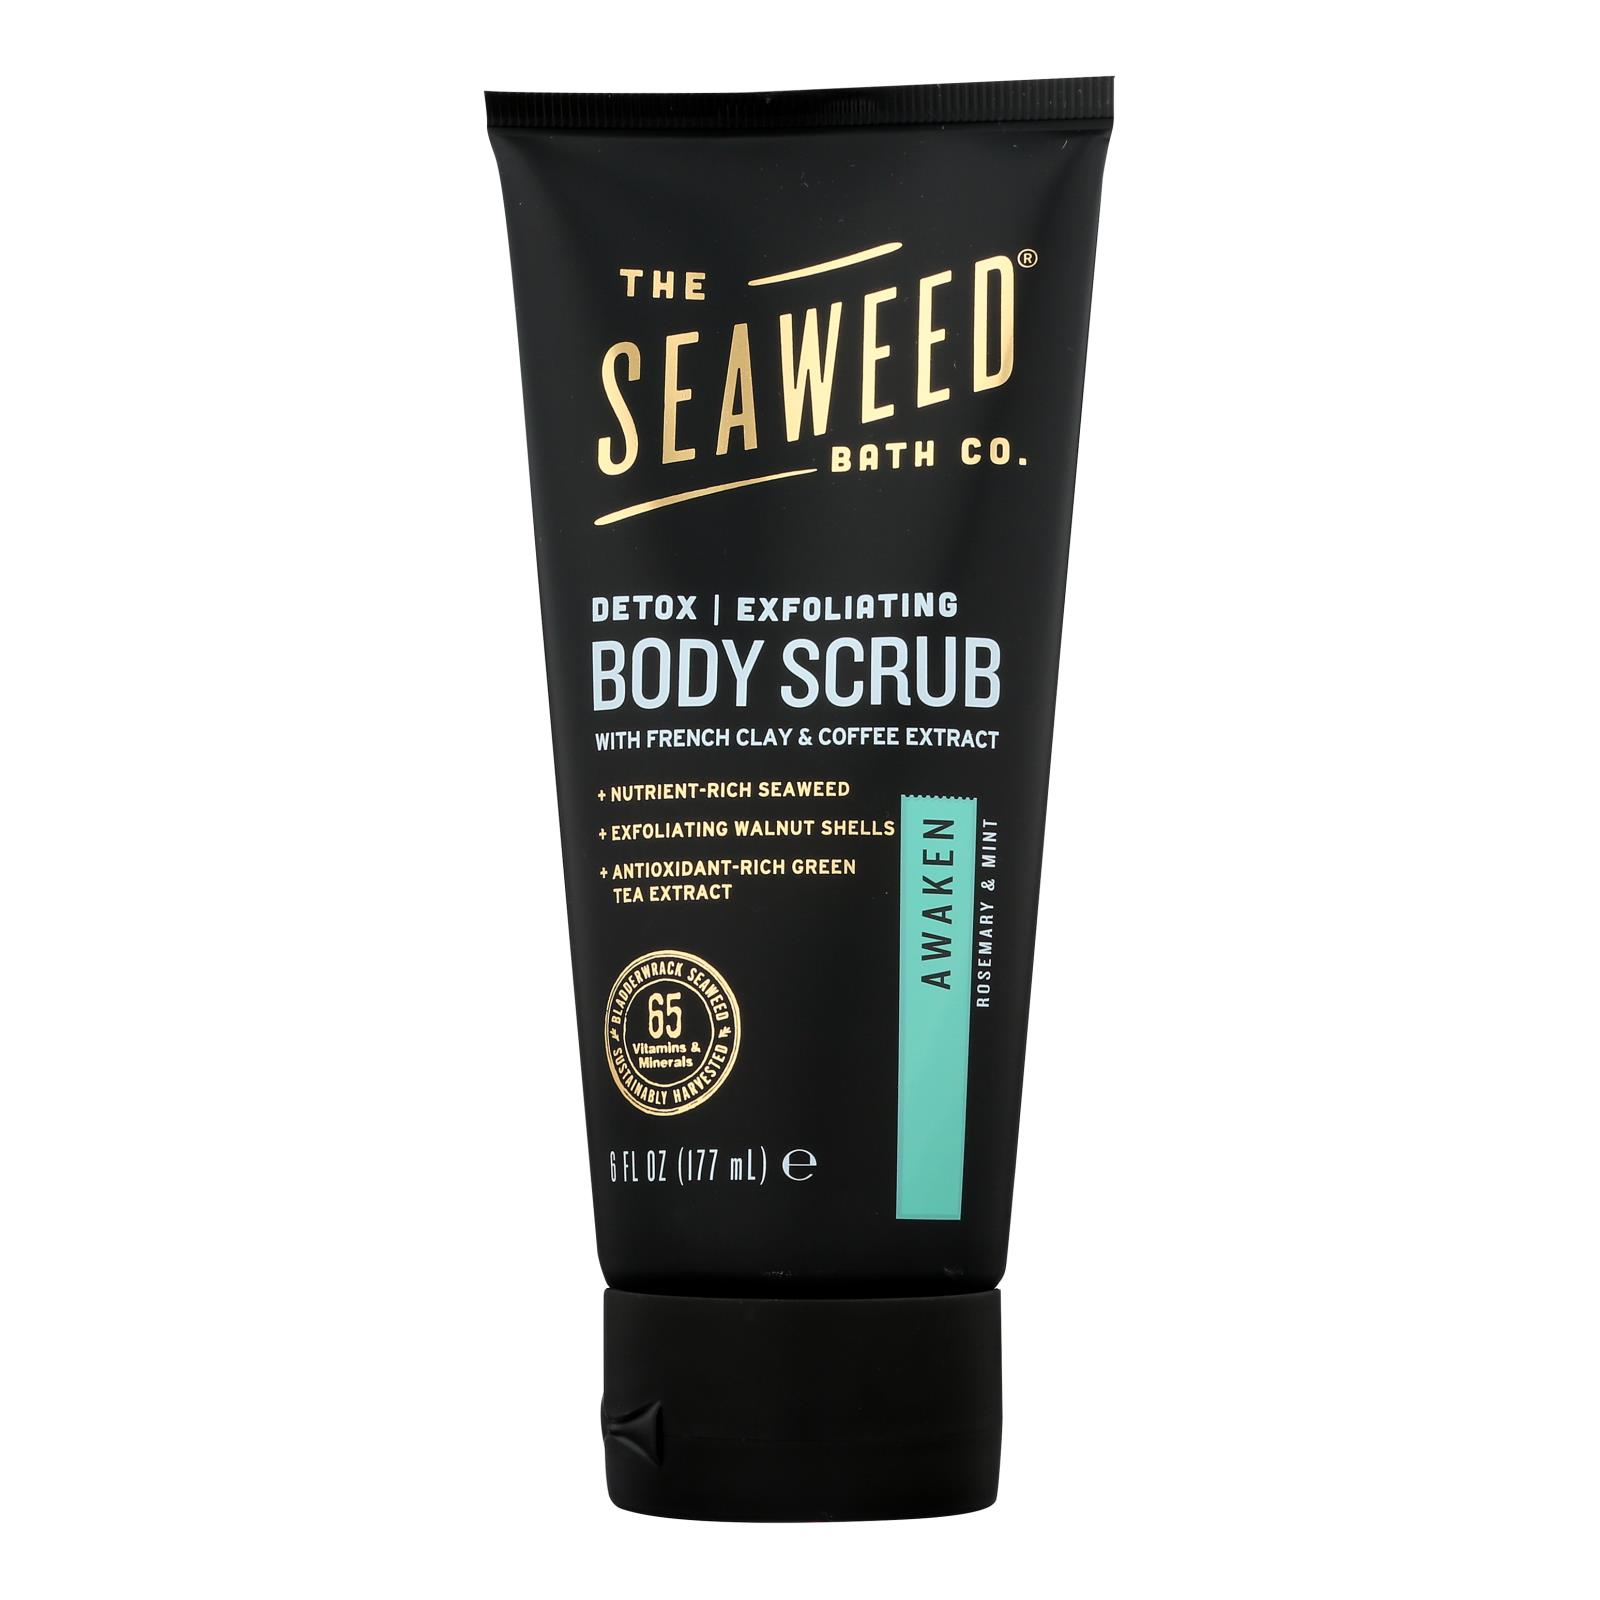 THE
SEAWEED®
BATH CO.
DETOX | EXFOLIATING
BODY SCRUB
WITH FRENCH CLAY & COFFEE EXTRACT
+ NUTRIENT-RICH SEAWEED
+ EXFOLIATING WALNUT SHELLS
+ ANTIOXIDANT-RICH GREEN
TEA EXTRACT
AWAKEN
ROSEMARY & MINT
BLADDERWRACK SEAWEED
65
Vitamins &
Minerals
SUSTAINABLY HARVESTED
6 FL OZ (177 mL) ℮